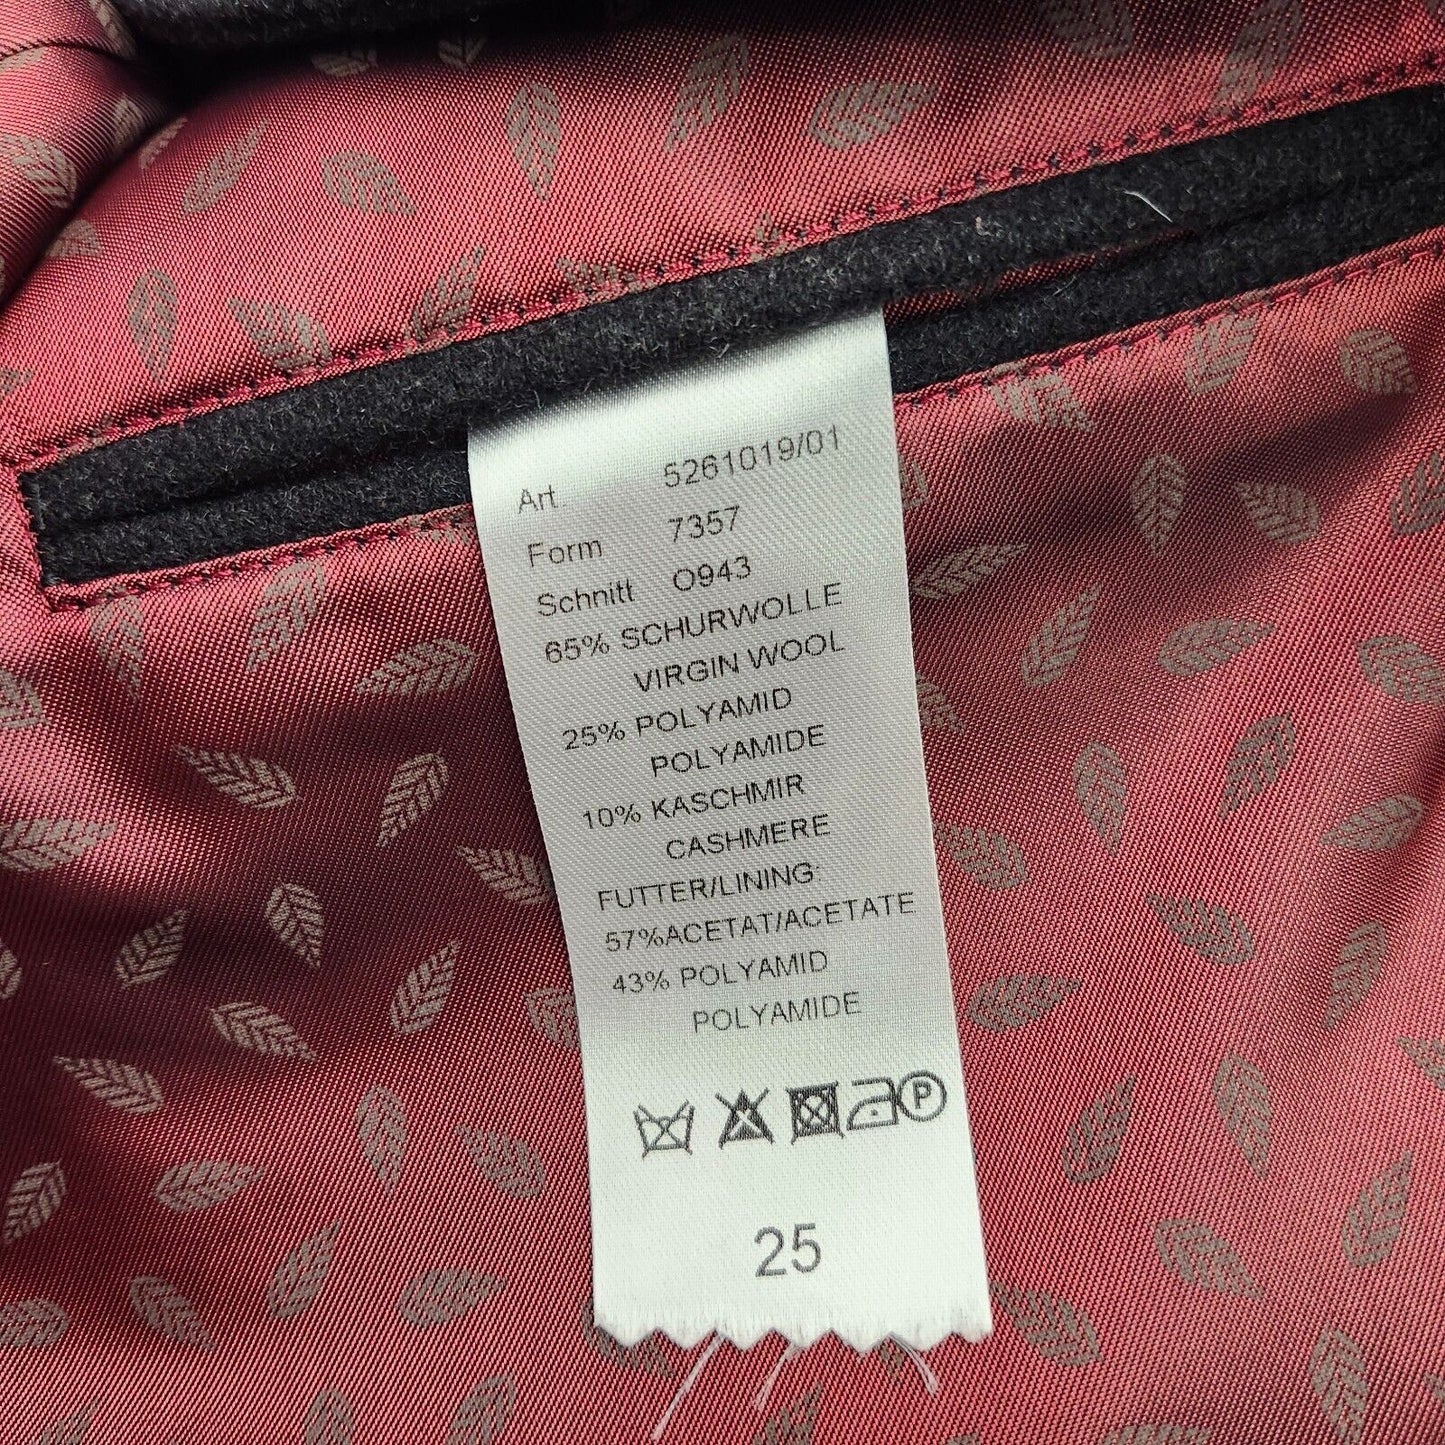 Art. 5261019/01
Form 7357
Schnitt O943
65% SCHURWOLLE
VIRGIN WOOL
25% POLYAMID
POLYAMIDE
10% KASCHMIR
CASHMERE
FUTTER/LINING:
57%ACETAT/ACETATE
43% POLYAMID
POLYAMIDE
P
25